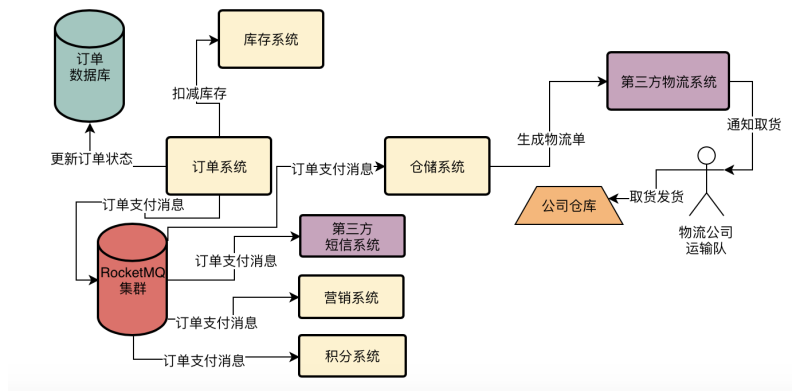 订单
数据库
库存系统
第三方物流系统
扣减库存
通知取货
生成物流单
更新订单状态
订单系统
订单支付消息
仓储系统
订单支付消息
取货发货
公司仓库
物流公司
运输队
第三方
短信系统
RocketMQ
集群
订单支付消息
营销系统
订单支付消息
积分系统
订单支付消息